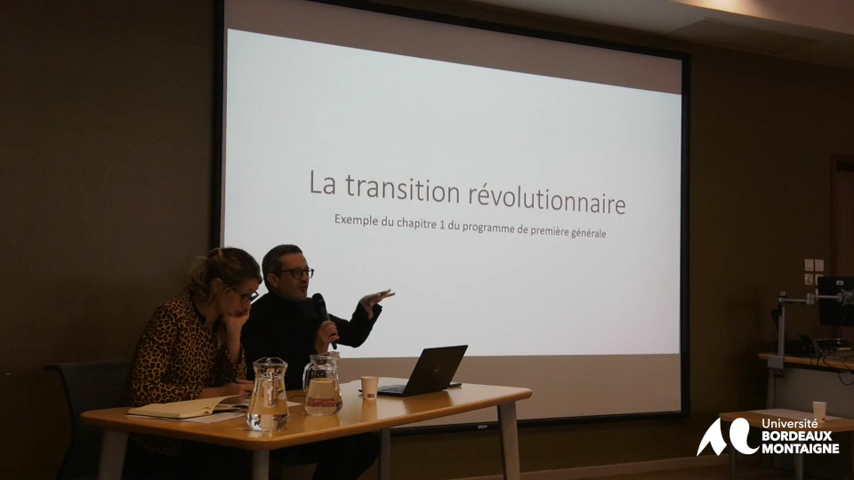 La transition révolutionnaire
Exemple du chapitre 1 du programme de première générale
Université
BORDEAUX
MONTAIGNE